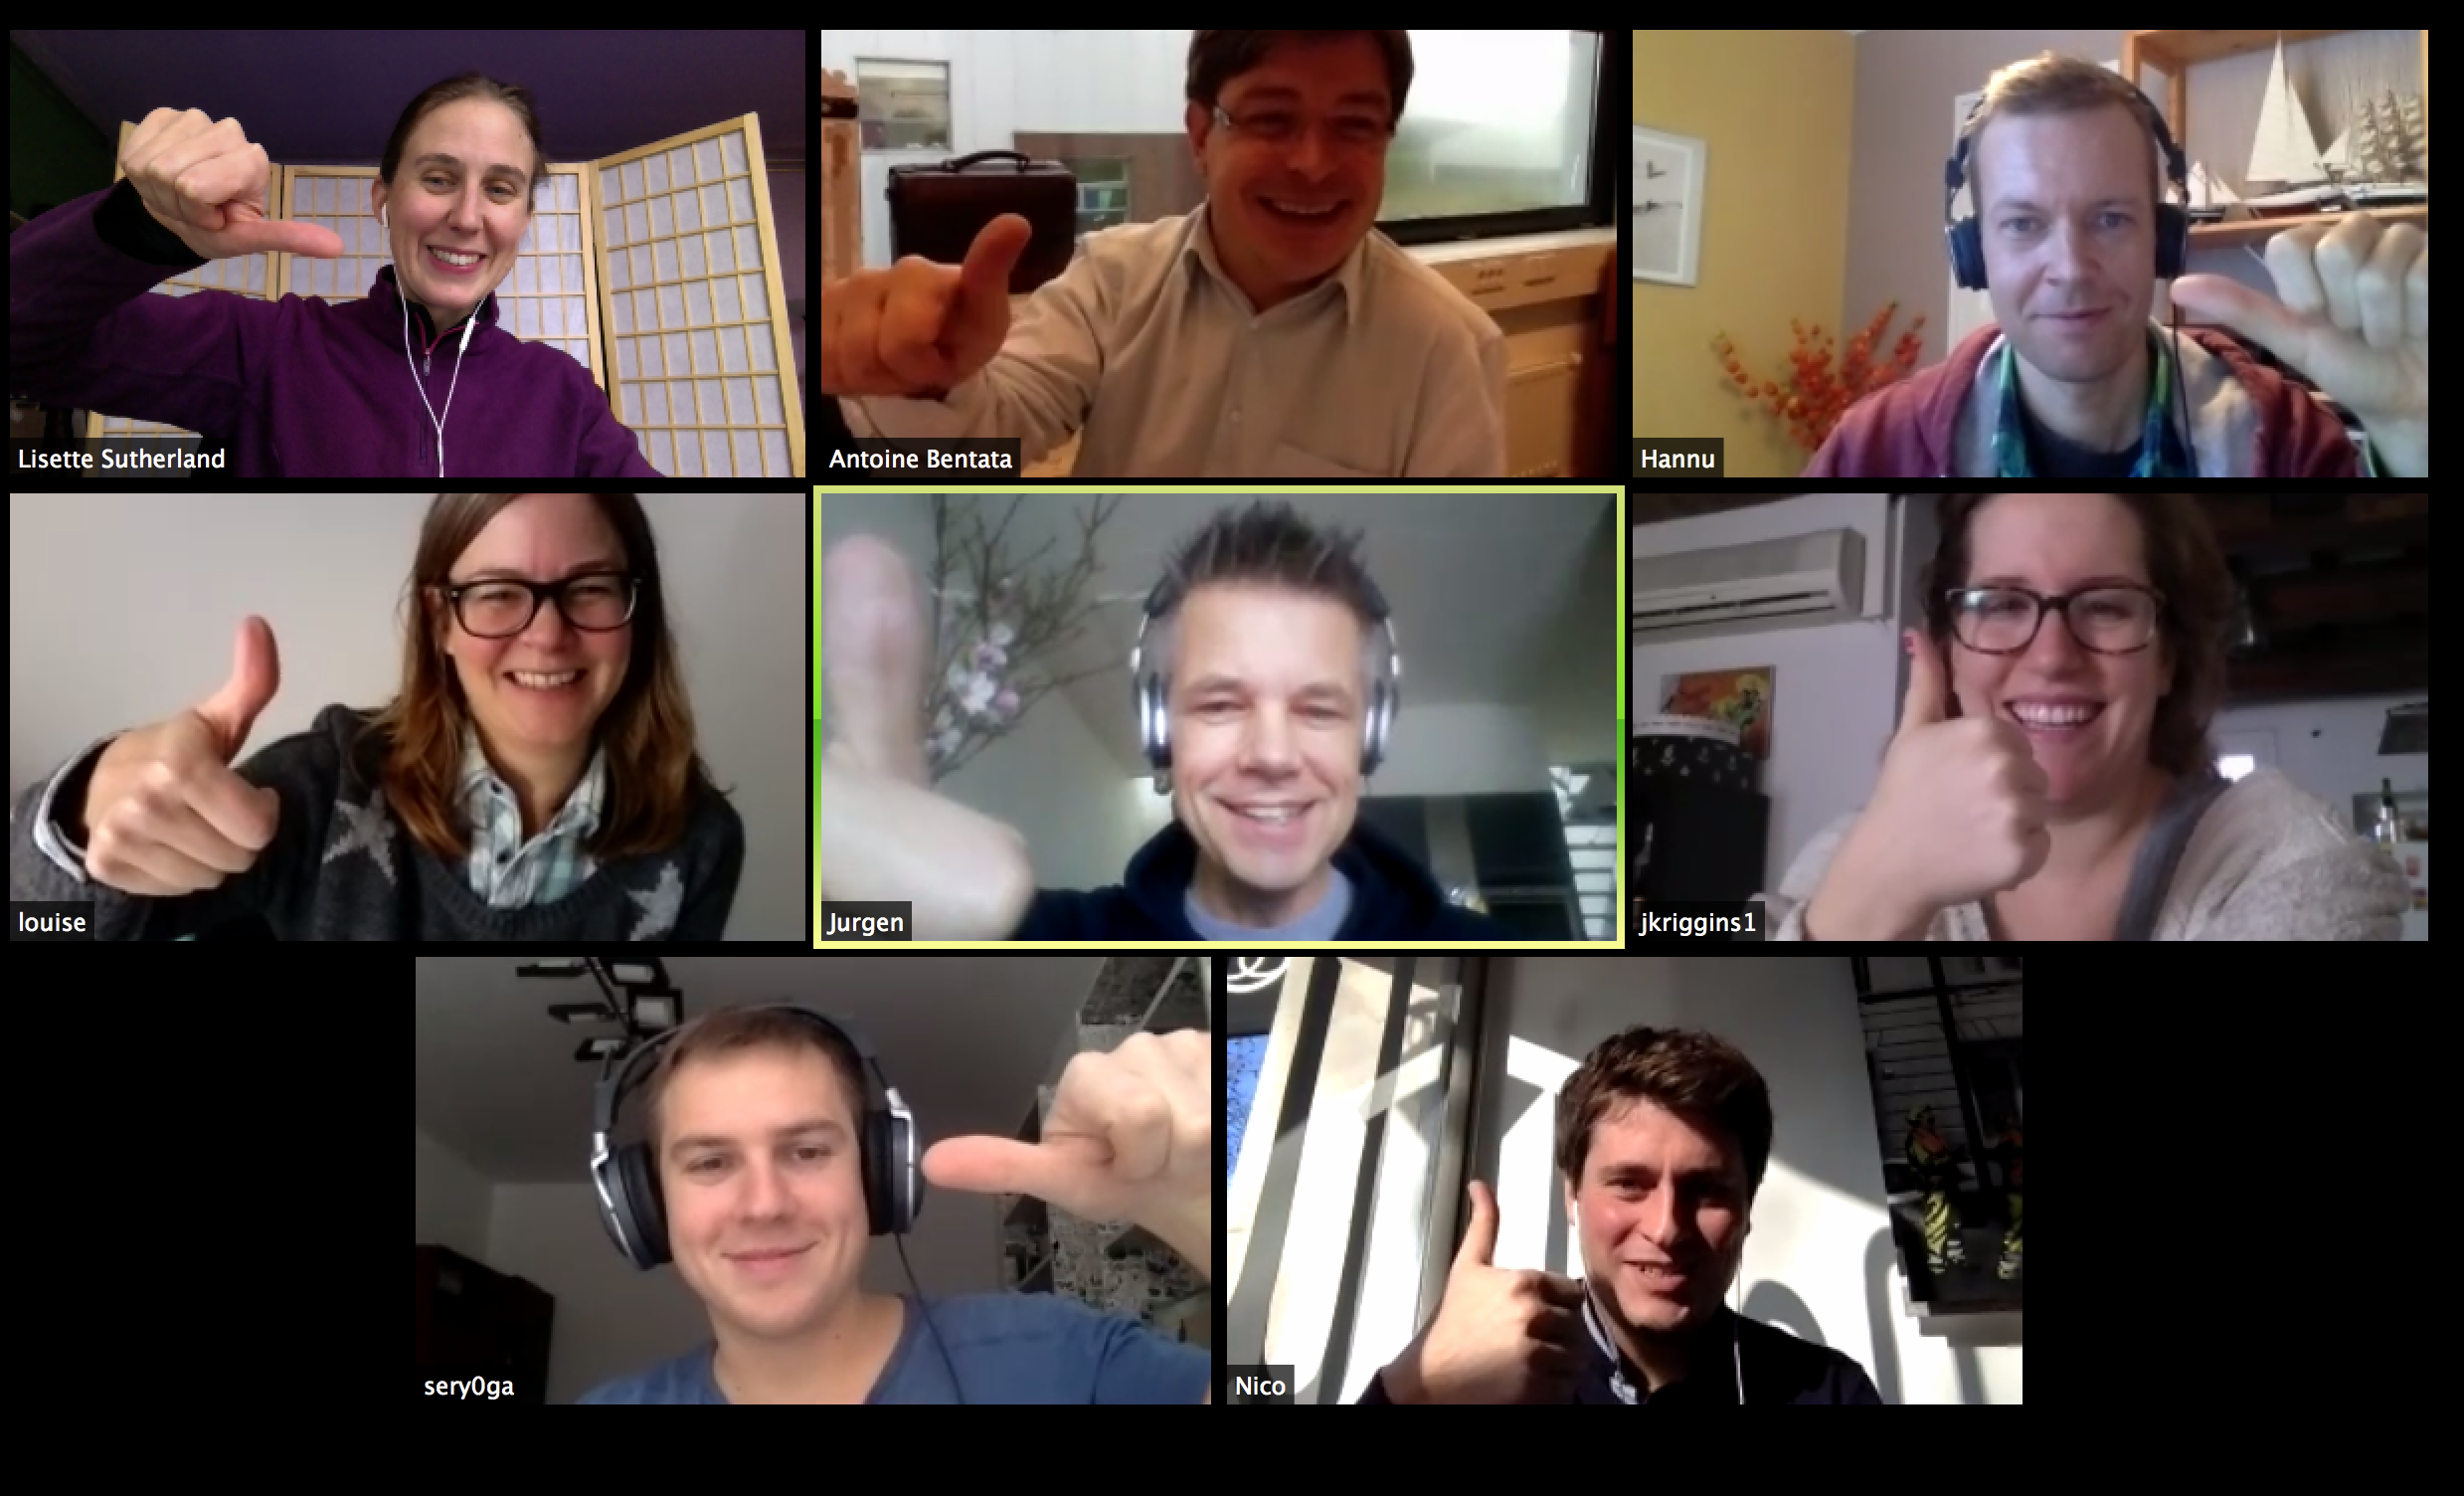 Lisette Sutherland
Antoine Bentata
Hannu
louise
Jurgen
jkriggins1
sery0ga
Nico